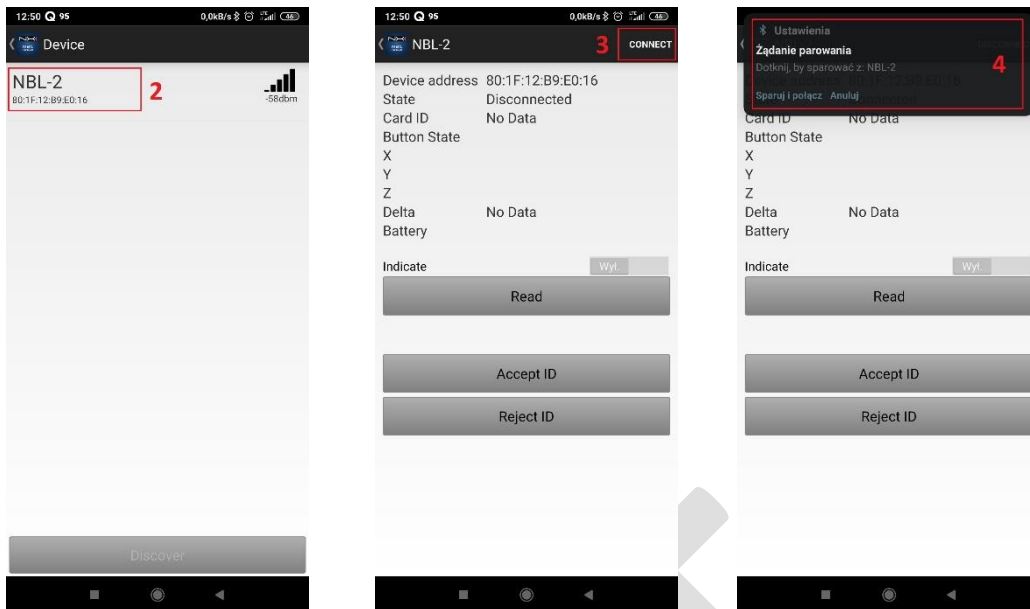 12:50 Q 95 0,0kB/s 46
Device
NBL-2
80:1F:12:B9:E0:16
2
-58dbm
Discover
12:50 Q 95 0,0kB/s 46
NBL-2
3
CONNECT
Device address 80:1F:12:B9:E0:16
State Disconnected
Card ID No Data
Button State
X
Y
Z
Delta No Data
Battery
Indicate Wył.
Read
Accept ID
Reject ID
Ustawienia
Żądanie parowania
Dotknij, by sparować z: NBL-2
4
Sparuj i połącz Anuluj
Card ID No Data
Button State
X
Y
Z
Delta No Data
Battery
Indicate Wył.
Read
Accept ID
Reject ID